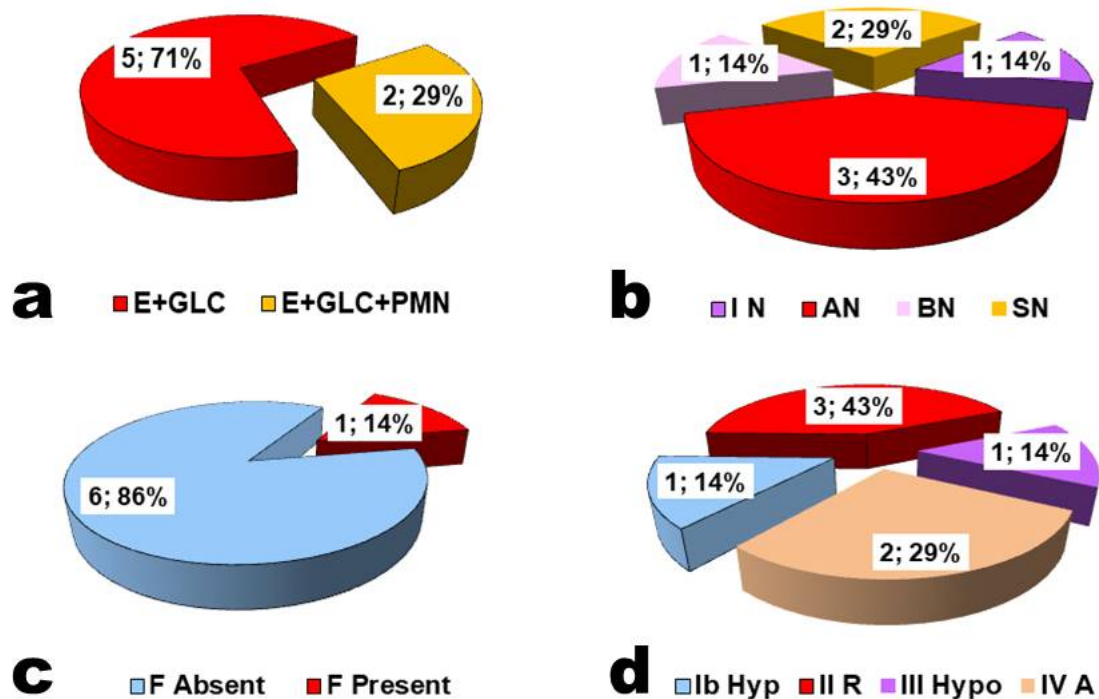 5; 71%
2; 29%
a
E+GLC E+GLC+PMN
2; 29%
1; 14%
1; 14%
3; 43%
b
I N AN BN SN
1; 14%
6; 86%
c
F Absent F Present
3; 43%
1; 14%
1; 14%
2; 29%
d
Ib Hyp II R III Hypo IV A